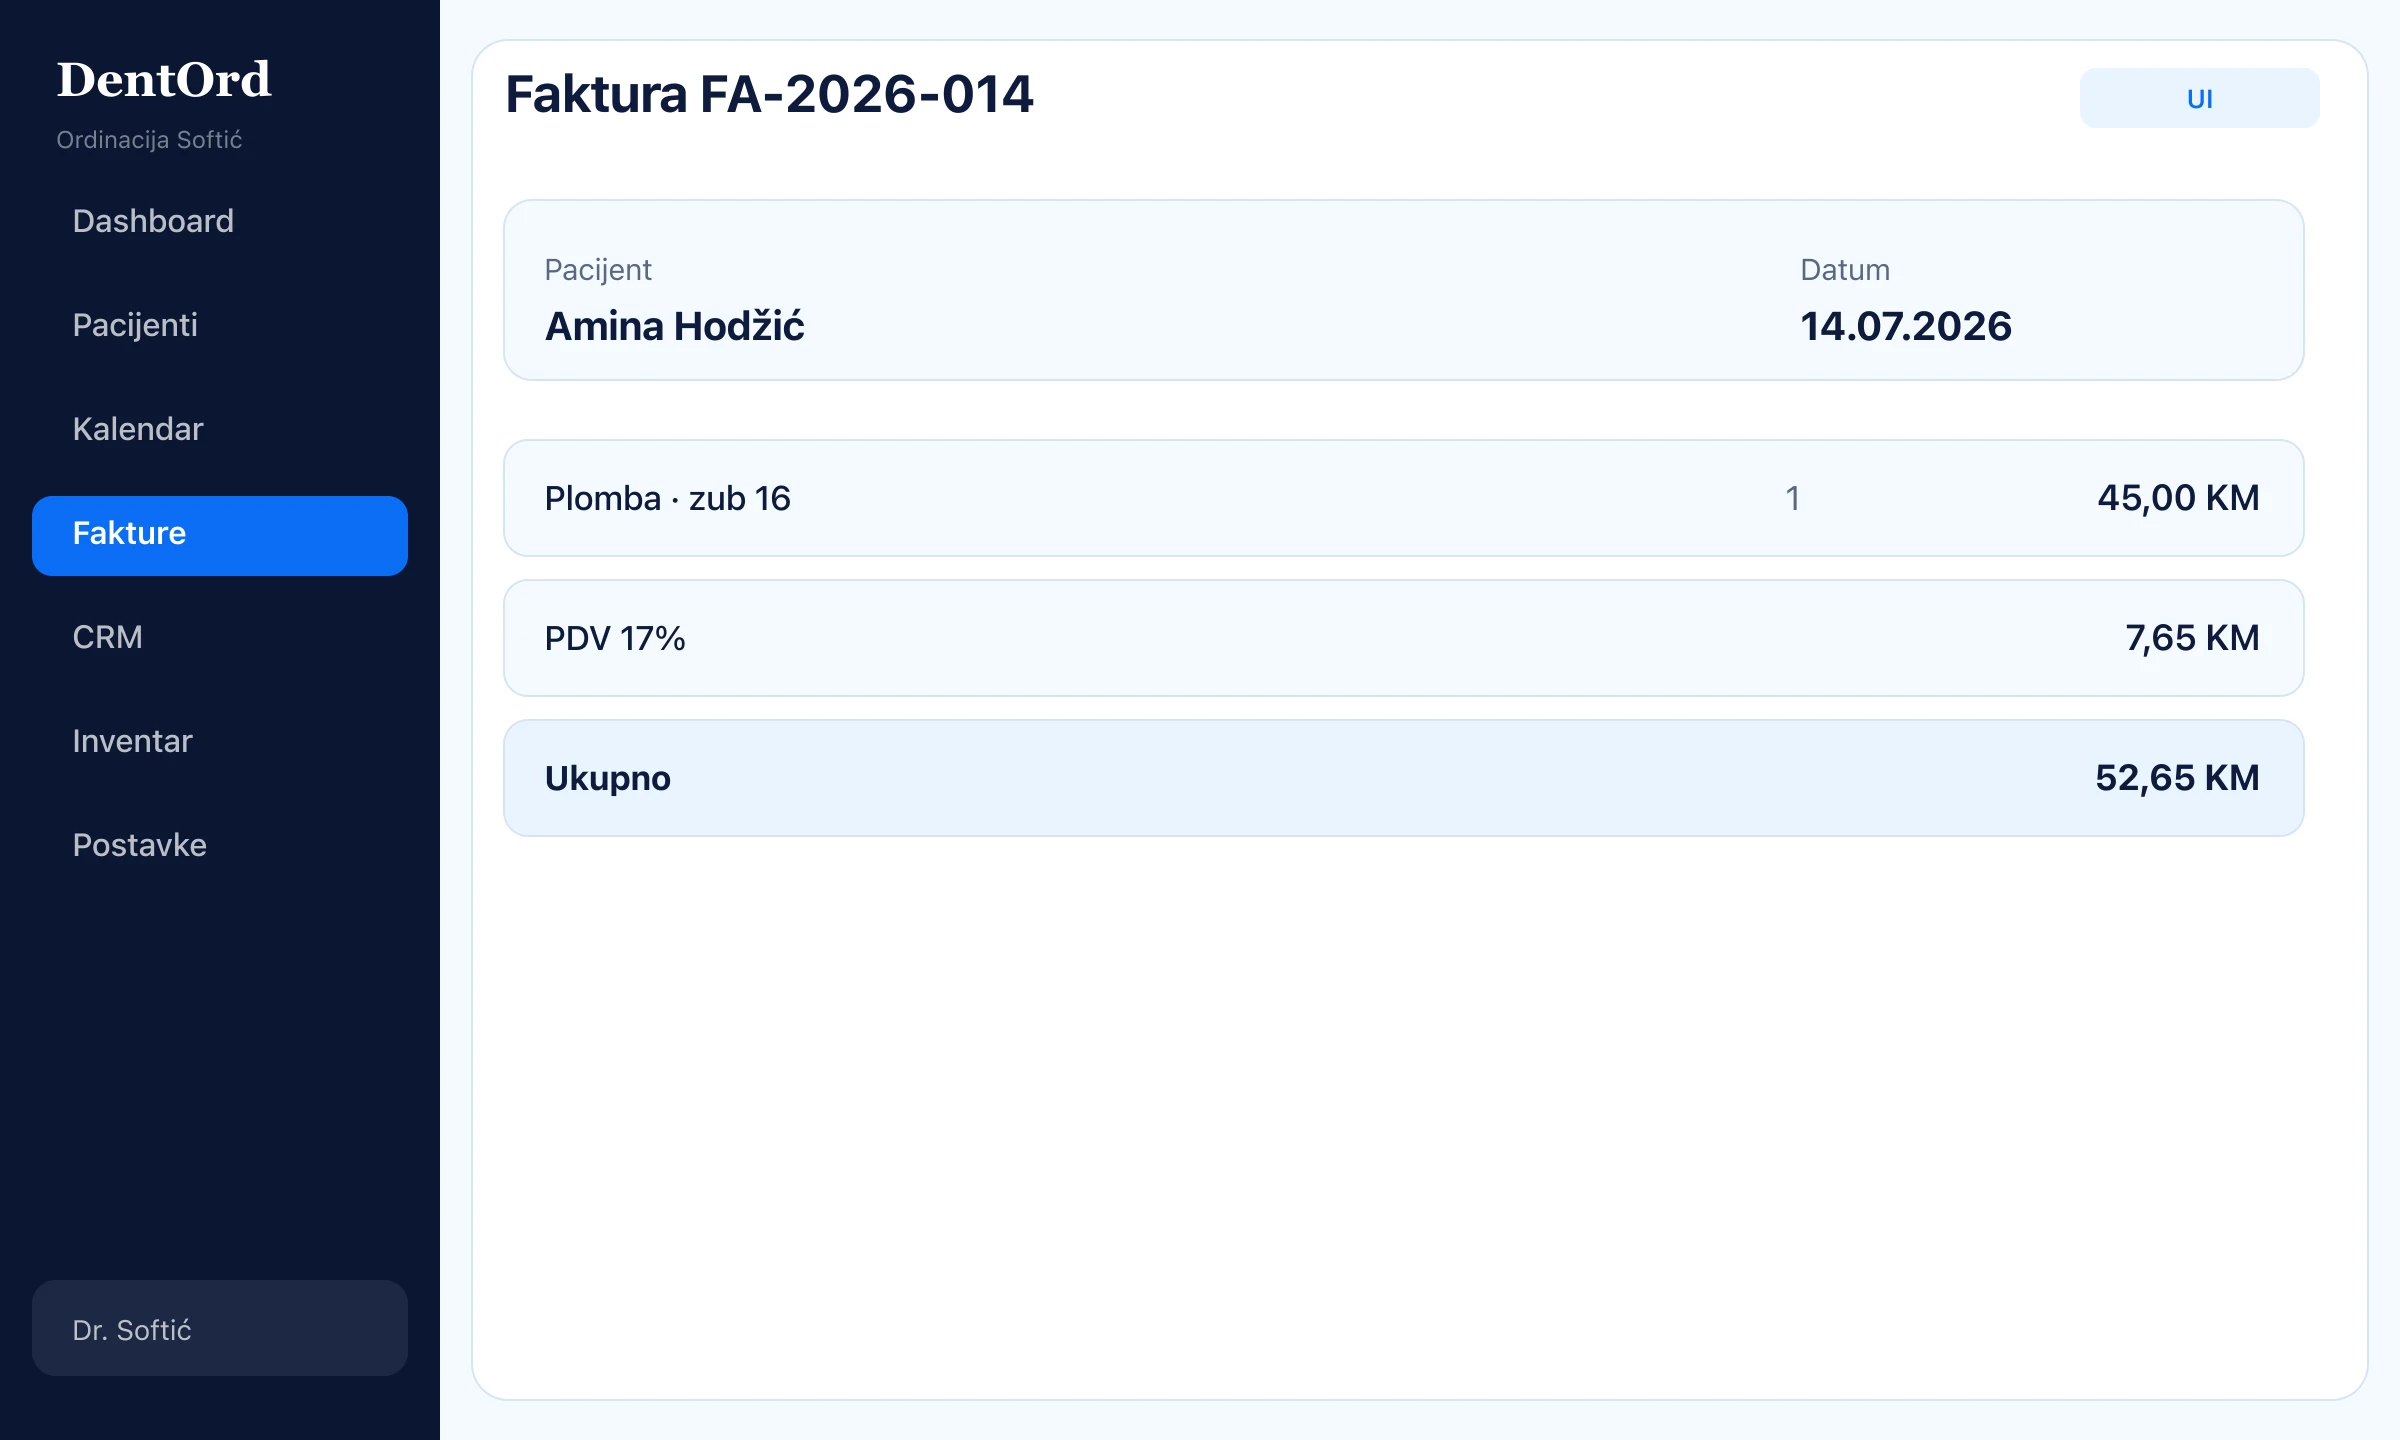 DentOrd
Ordinacija Softić
Dashboard
Pacijenti
Kalendar
Fakture
CRM
Inventar
Postavke
Dr. Softić
Faktura FA-2026-014
UI
Pacijent
Datum
Amina Hodžić
14.07.2026
Plomba · zub 16 1 45,00 KM
PDV 17% 7,65 KM
Ukupno 52,65 KM